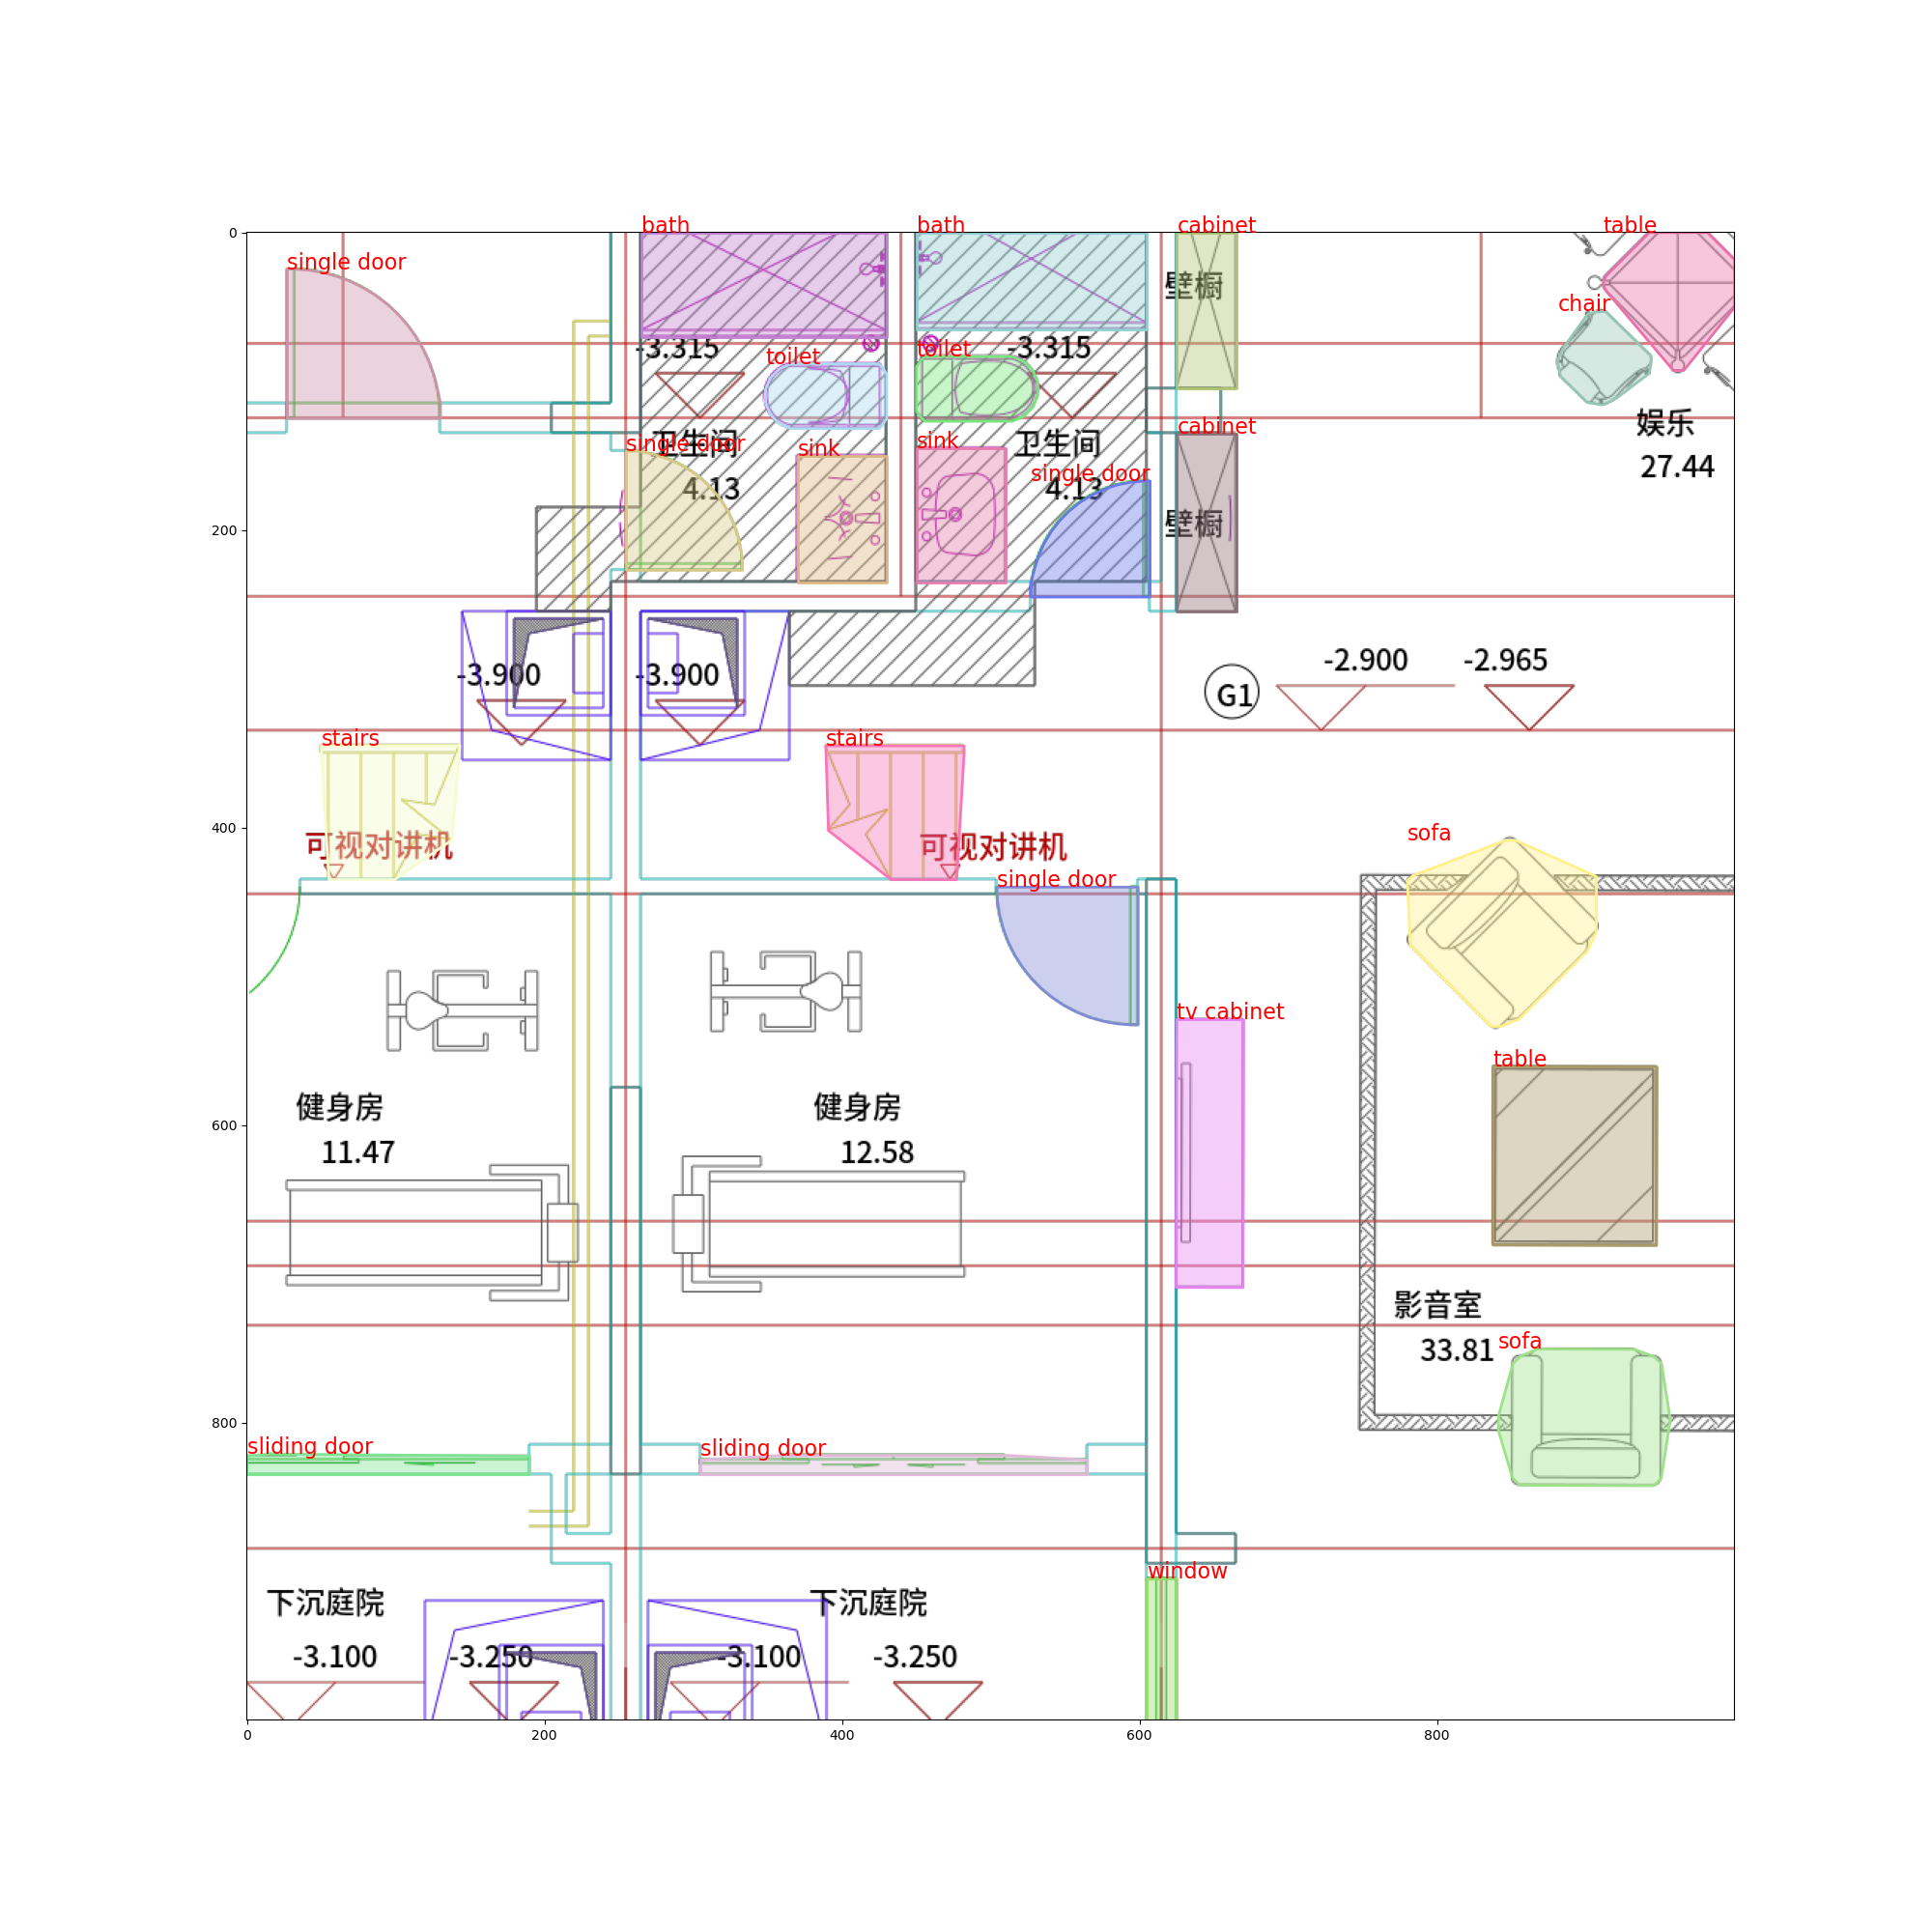 bath
bath
cabinet
table
0
single door
壁橱
chair
-3.315
toilet
toilet
-3.315
娱乐
27.44
single door
卫生间
sink
sink
卫生间
cabinet
single door
4.13
4.13
200
壁橱
-3.900
-3.900
G1
-2.900
-2.965
stairs
stairs
400
可视对讲机
可视对讲机
sofa
single door
tv cabinet
table
600
健身房
11.47
健身房
12.58
影音室
33.81
sofa
800
sliding door
sliding door
window
下沉庭院
下沉庭院
-3.100
-3.250
-3.100
-3.250
0
200
400
600
800